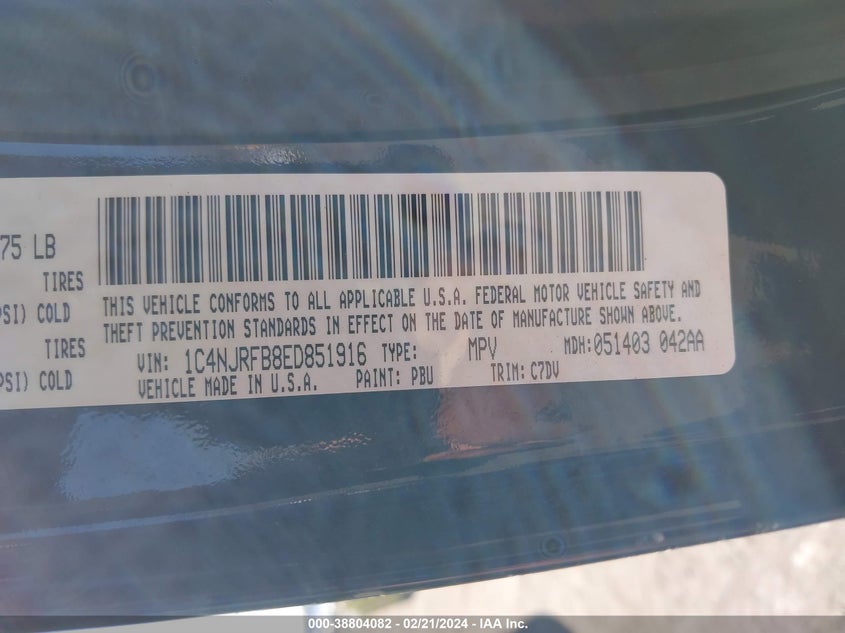 75 LB
TIRES
PSI) COLD
TIRES
PSI) COLD
THIS VEHICLE CONFORMS TO ALL APPLICABLE U.S.A. FEDERAL MOTOR VEHICLE SAFETY AND
THEFT PREVENTION STANDARDS IN EFFECT ON THE DATE OF MANUFACTURE SHOWN ABOVE.
VIN: 1C4NJRFB8ED851916 TYPE: MPV MDH:051403 042AA
VEHICLE MADE IN U.S.A. PAINT: PBU TRIM: C7DV
000-38804082 - 02/21/2024 - IAA Inc.